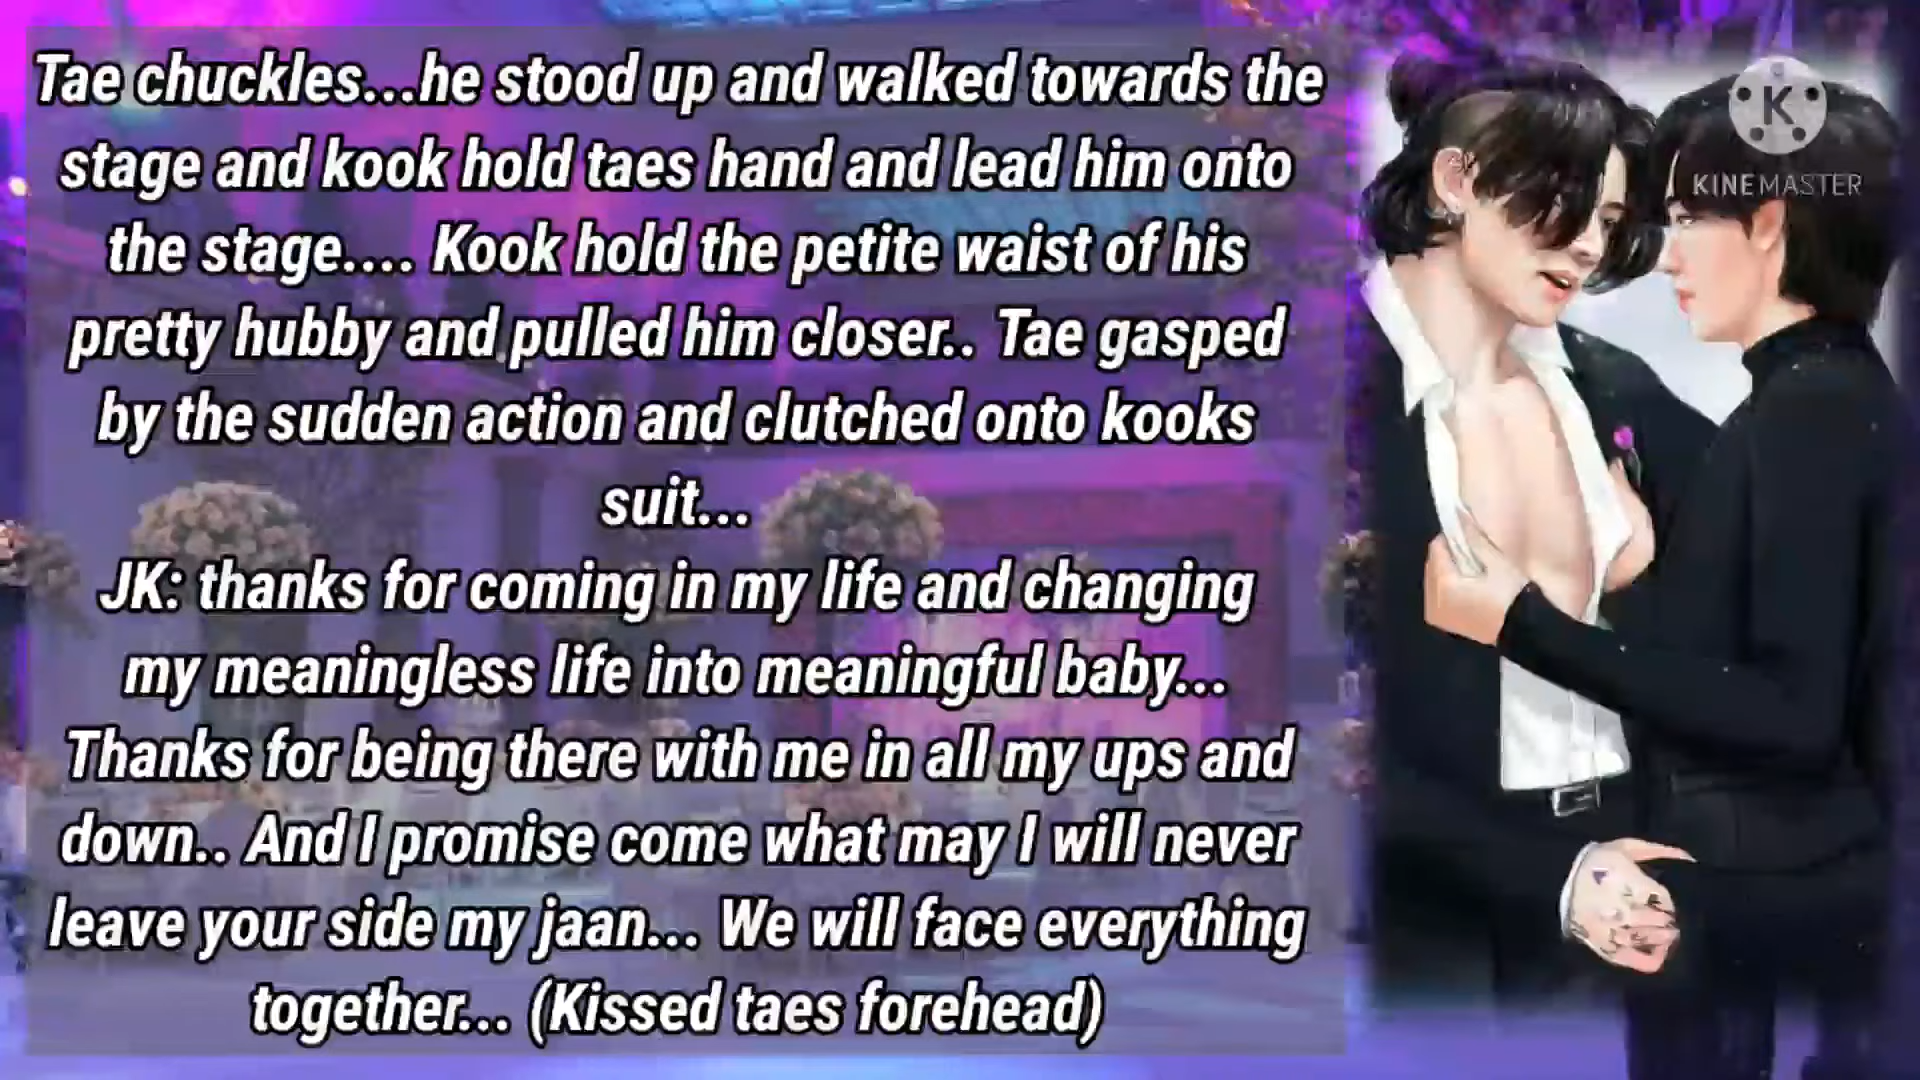 Tae chuckles...he stood up and walked towards the
stage and kook hold taes hand and lead him onto
the stage.... Kook hold the petite waist of his
pretty hubby and pulled him closer.. Tae gasped
by the sudden action and clutched onto kooks
suit...
JK: thanks for coming in my life and changing
my meaningless life into meaningful baby...
Thanks for being there with me in all my ups and
down.. And I promise come what may I will never
leave your side my jaan... We will face everything
together... (Kissed taes forehead)
K
KINEMASTER